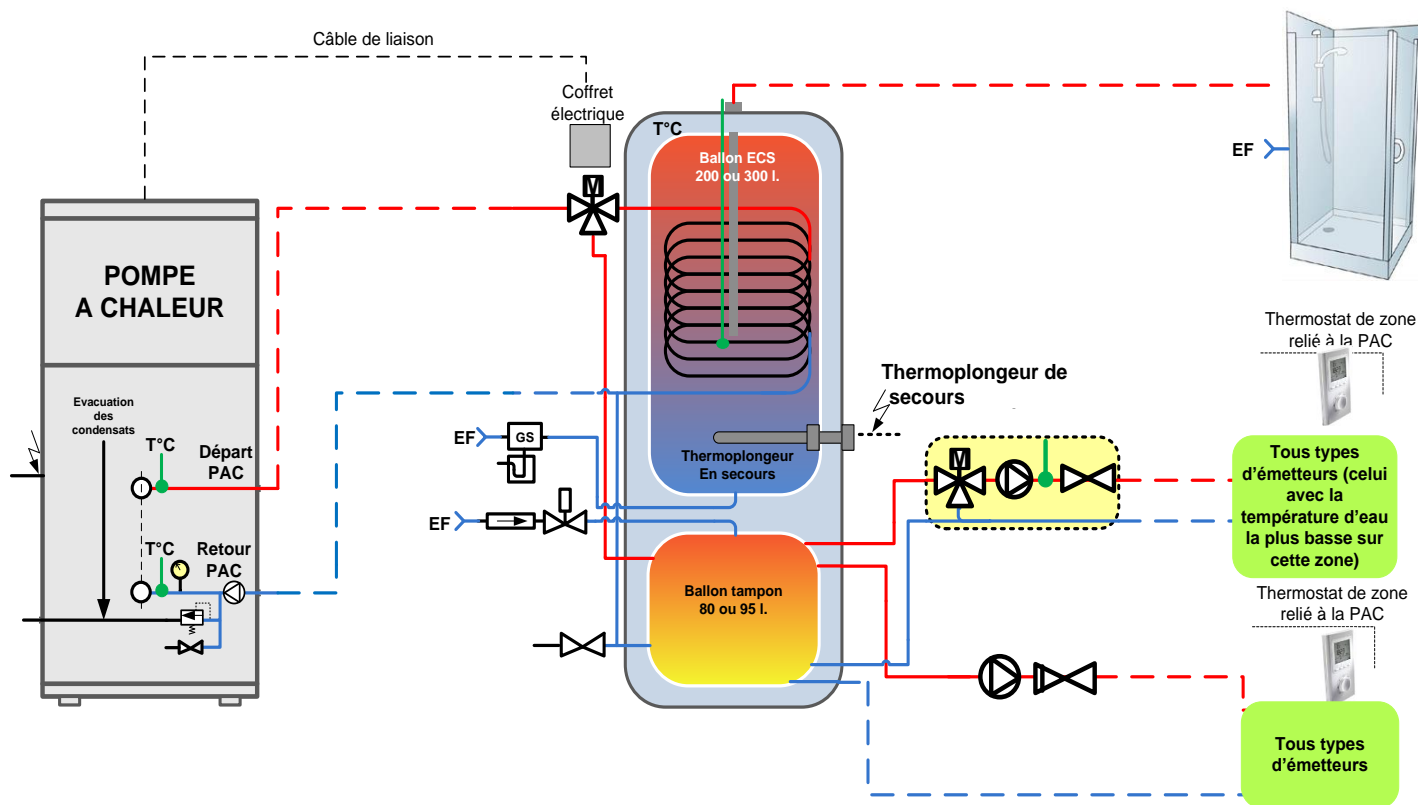 Câble de liaison
Coffret
électrique
M
T°C
Ballon ECS
200 ou 300 l.
EF
POMPE
A CHALEUR
Evacuation
des
condensats
T°C
Départ
PAC
T°C
Retour
PAC
EF
GS
Thermoplongeur
En secours
Thermoplongeur de
secours
EF
Ballon tampon
80 ou 95 l.
M
Thermostat de zone
relié à la PAC
Tous types
d'émetteurs (celui
avec la
température d'eau
la plus basse sur
cette zone)
Thermostat de zone
relié à la PAC
Tous types
d'émetteurs